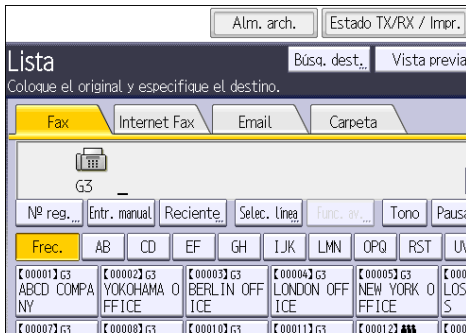 Alm. arch. Estado TX/RX / Impr.
Lista Búsq. dest... Vista previa
Coloque el original y especifique el destino.
Fax Internet Fax Email Carpeta
G3 _
Nº reg.... Entr. manual Reciente... Selec. línea Func. av.... Tono Pausa
Frec. AB CD EF GH IJK LMN OPQ RST UV
【00001】G3 【00002】G3 【00003】G3 【00004】G3 【00005】G3 【000
ABCD COMPA YOKOHAMA O BERLIN OFF LONDON OFF NEW YORK O LOS
NY FFICE ICE ICE FFICE S
【00007】G3 【00008】G3 【00010】G3 【00011】G3 【00012】 【000